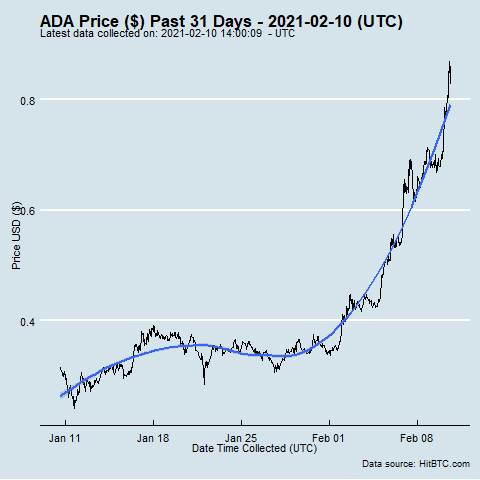 ADA Price ($) Past 31 Days - 2021-02-10 (UTC)
Latest data collected on: 2021-02-10 14:00:09 - UTC
Price USD ($)
0.8
0.6
0.4
Jan 11
Jan 18
Jan 25
Feb 01
Feb 08
Date Time Collected (UTC)
Data source: HitBTC.com